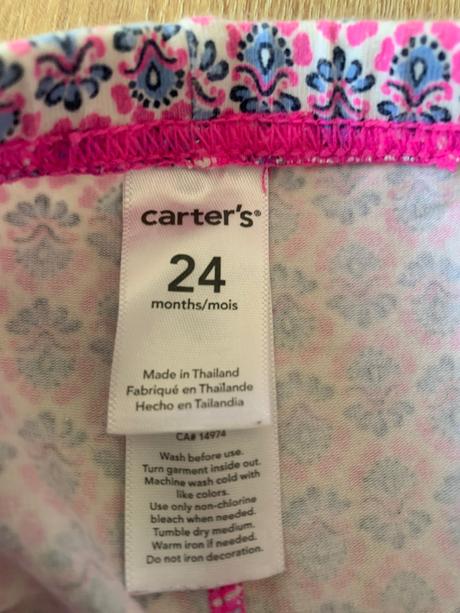 carter's®
24
months/mois
Made in Thailand
Fabriqué en Thaïlande
Hecho en Tailandia
CA# 14974
Wash before use.
Turn garment inside out.
Machine wash cold with
like colors.
Use only non-chlorine
bleach when needed.
Tumble dry medium.
Warm iron if needed.
Do not iron decoration.